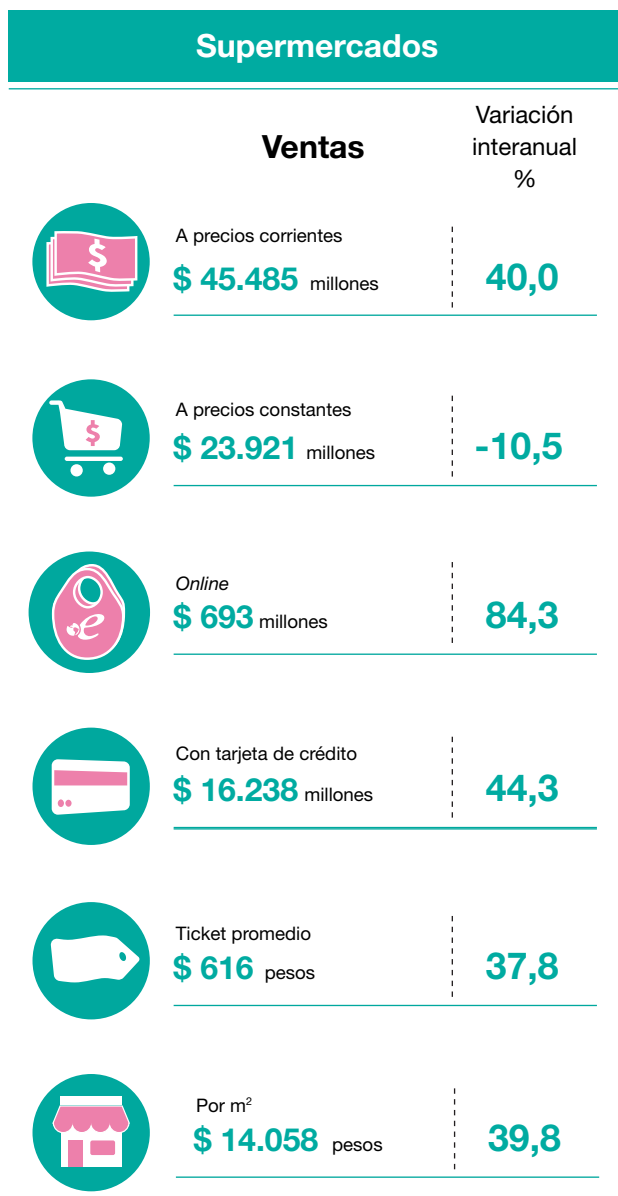 Supermercados
Ventas
Variación
interanual
%
A precios corrientes
$ 45.485 millones
40,0
A precios constantes
$ 23.921 millones
-10,5
Online
$ 693 millones
84,3
Con tarjeta de crédito
$ 16.238 millones
44,3
Ticket promedio
$ 616 pesos
37,8
Por m²
$ 14.058 pesos
39,8